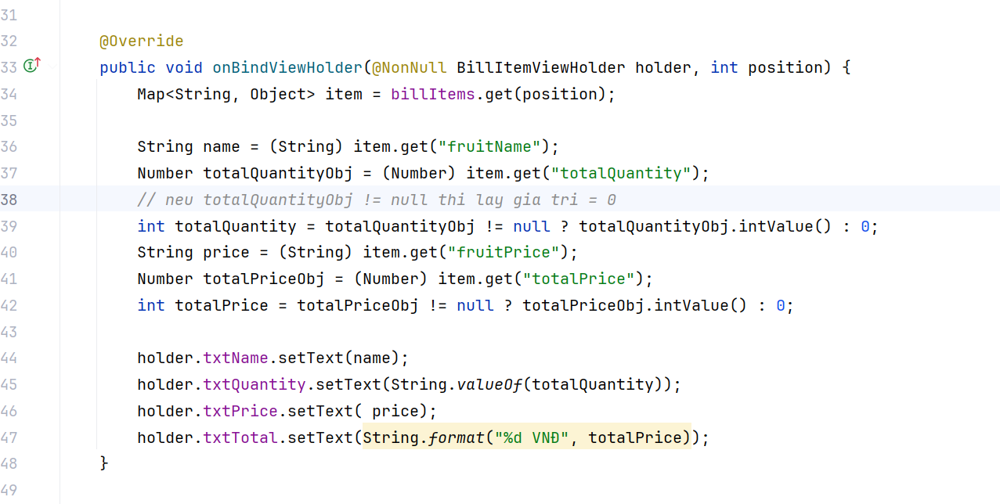 31
32 @Override
33 public void onBindViewHolder(@NonNull BillItemViewHolder holder, int position) {
34 Map<String, Object> item = billItems.get(position);
35
36 String name = (String) item.get("fruitName");
37 Number totalQuantityObj = (Number) item.get("totalQuantity");
38 // neu totalQuantityObj != null thi lay gia tri = 0
39 int totalQuantity = totalQuantityObj != null ? totalQuantityObj.intValue() : 0;
40 String price = (String) item.get("fruitPrice");
41 Number totalPriceObj = (Number) item.get("totalPrice");
42 int totalPrice = totalPriceObj != null ? totalPriceObj.intValue() : 0;
43
44 holder.txtName.setText(name);
45 holder.txtQuantity.setText(String.valueOf(totalQuantity));
46 holder.txtPrice.setText( price);
47 holder.txtTotal.setText(String.format("%d VNĐ", totalPrice));
48 }
49